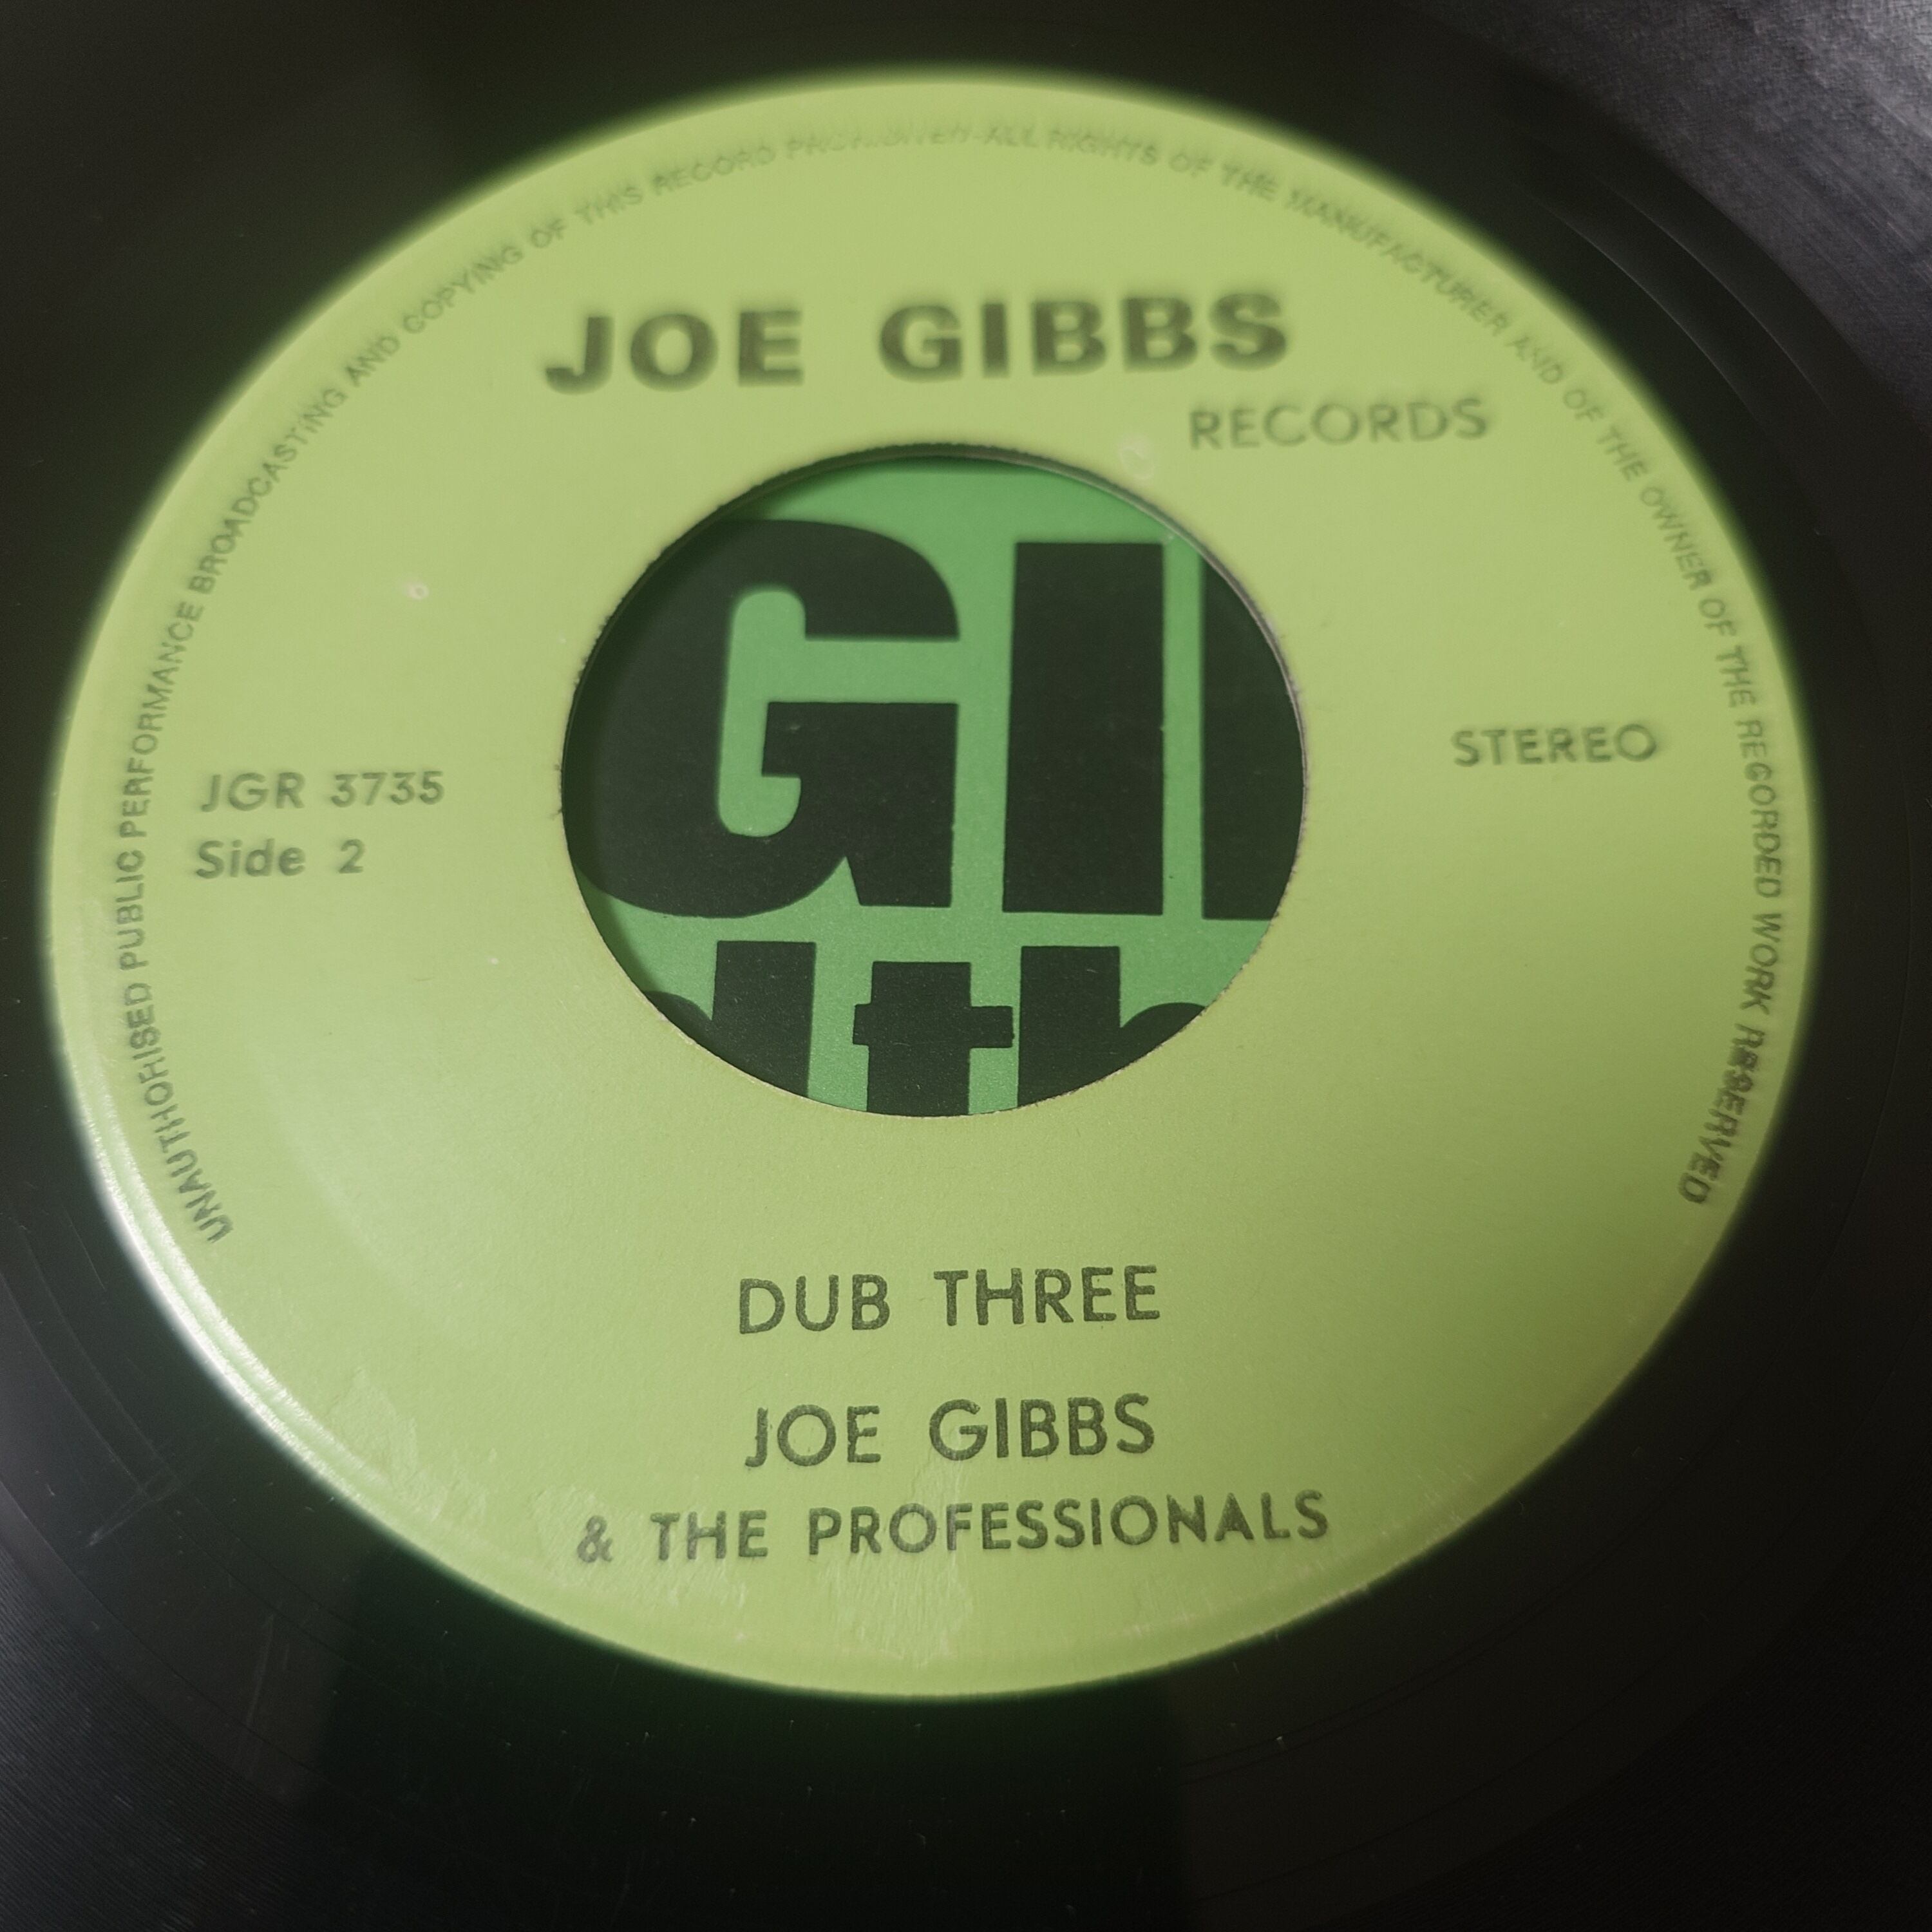 UNAUTHORISED PUBLIC PERFORMANCE BROADCASTING AND COPYING OF THIS RECORD PROHIBITED-ALL RIGHTS OF THE MANUFACTURER AND OF THE OWNER OF THE RECORDED WORK RESERVED
JOE GIBBS
RECORDS
GI
STEREO
JGR 3735
Side 2
DUB THREE
JOE GIBBS
& THE PROFESSIONALS